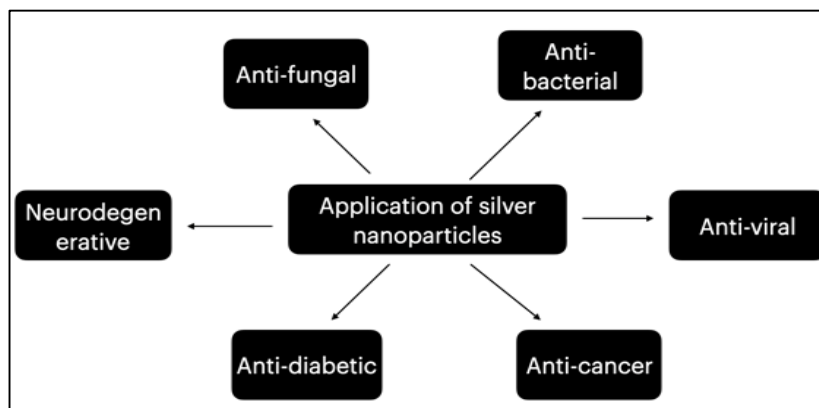 Anti-fungal
Anti-
bacterial
Neurodegen
erative
Application of silver
nanoparticles
Anti-viral
Anti-diabetic
Anti-cancer